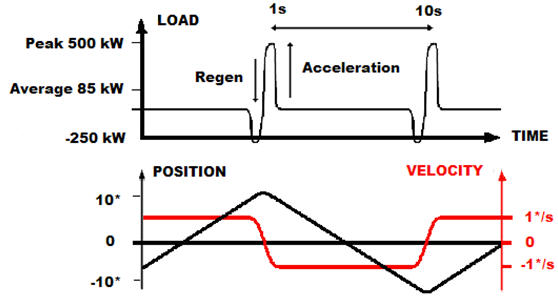 LOAD
1s
10s
Peak 500 kW
Regen
Acceleration
Average 85 kW
-250 kW
TIME
POSITION
VELOCITY
10*
1*/s
0
0
-10*
-1*/s